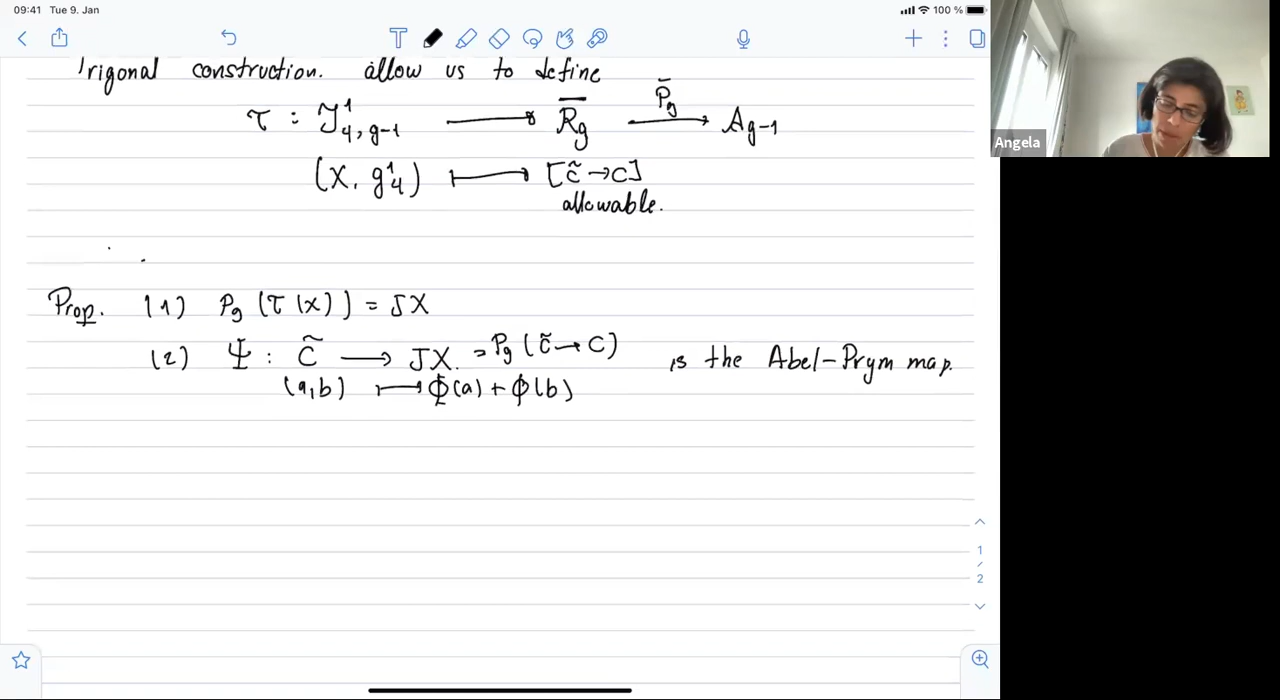 09:41 Tue 9. Jan
100 %
Trigonal construction. allow us to define
τ : 𝒯¹₄,g-1 ⟶ R̄g ⟶ Ag-1
P̄g
(X, g¹₄) ⟼ [C̃ → C]
allowable.
Prop. (1) Pg (τ(X)) = JX
(2) Ψ : C̃ ⟶ JX. = Pg (C̃ → C) is the Abel-Prym map.
(a,b) ⟼ Φ(a) + Φ(b)
Angela
1
/
2